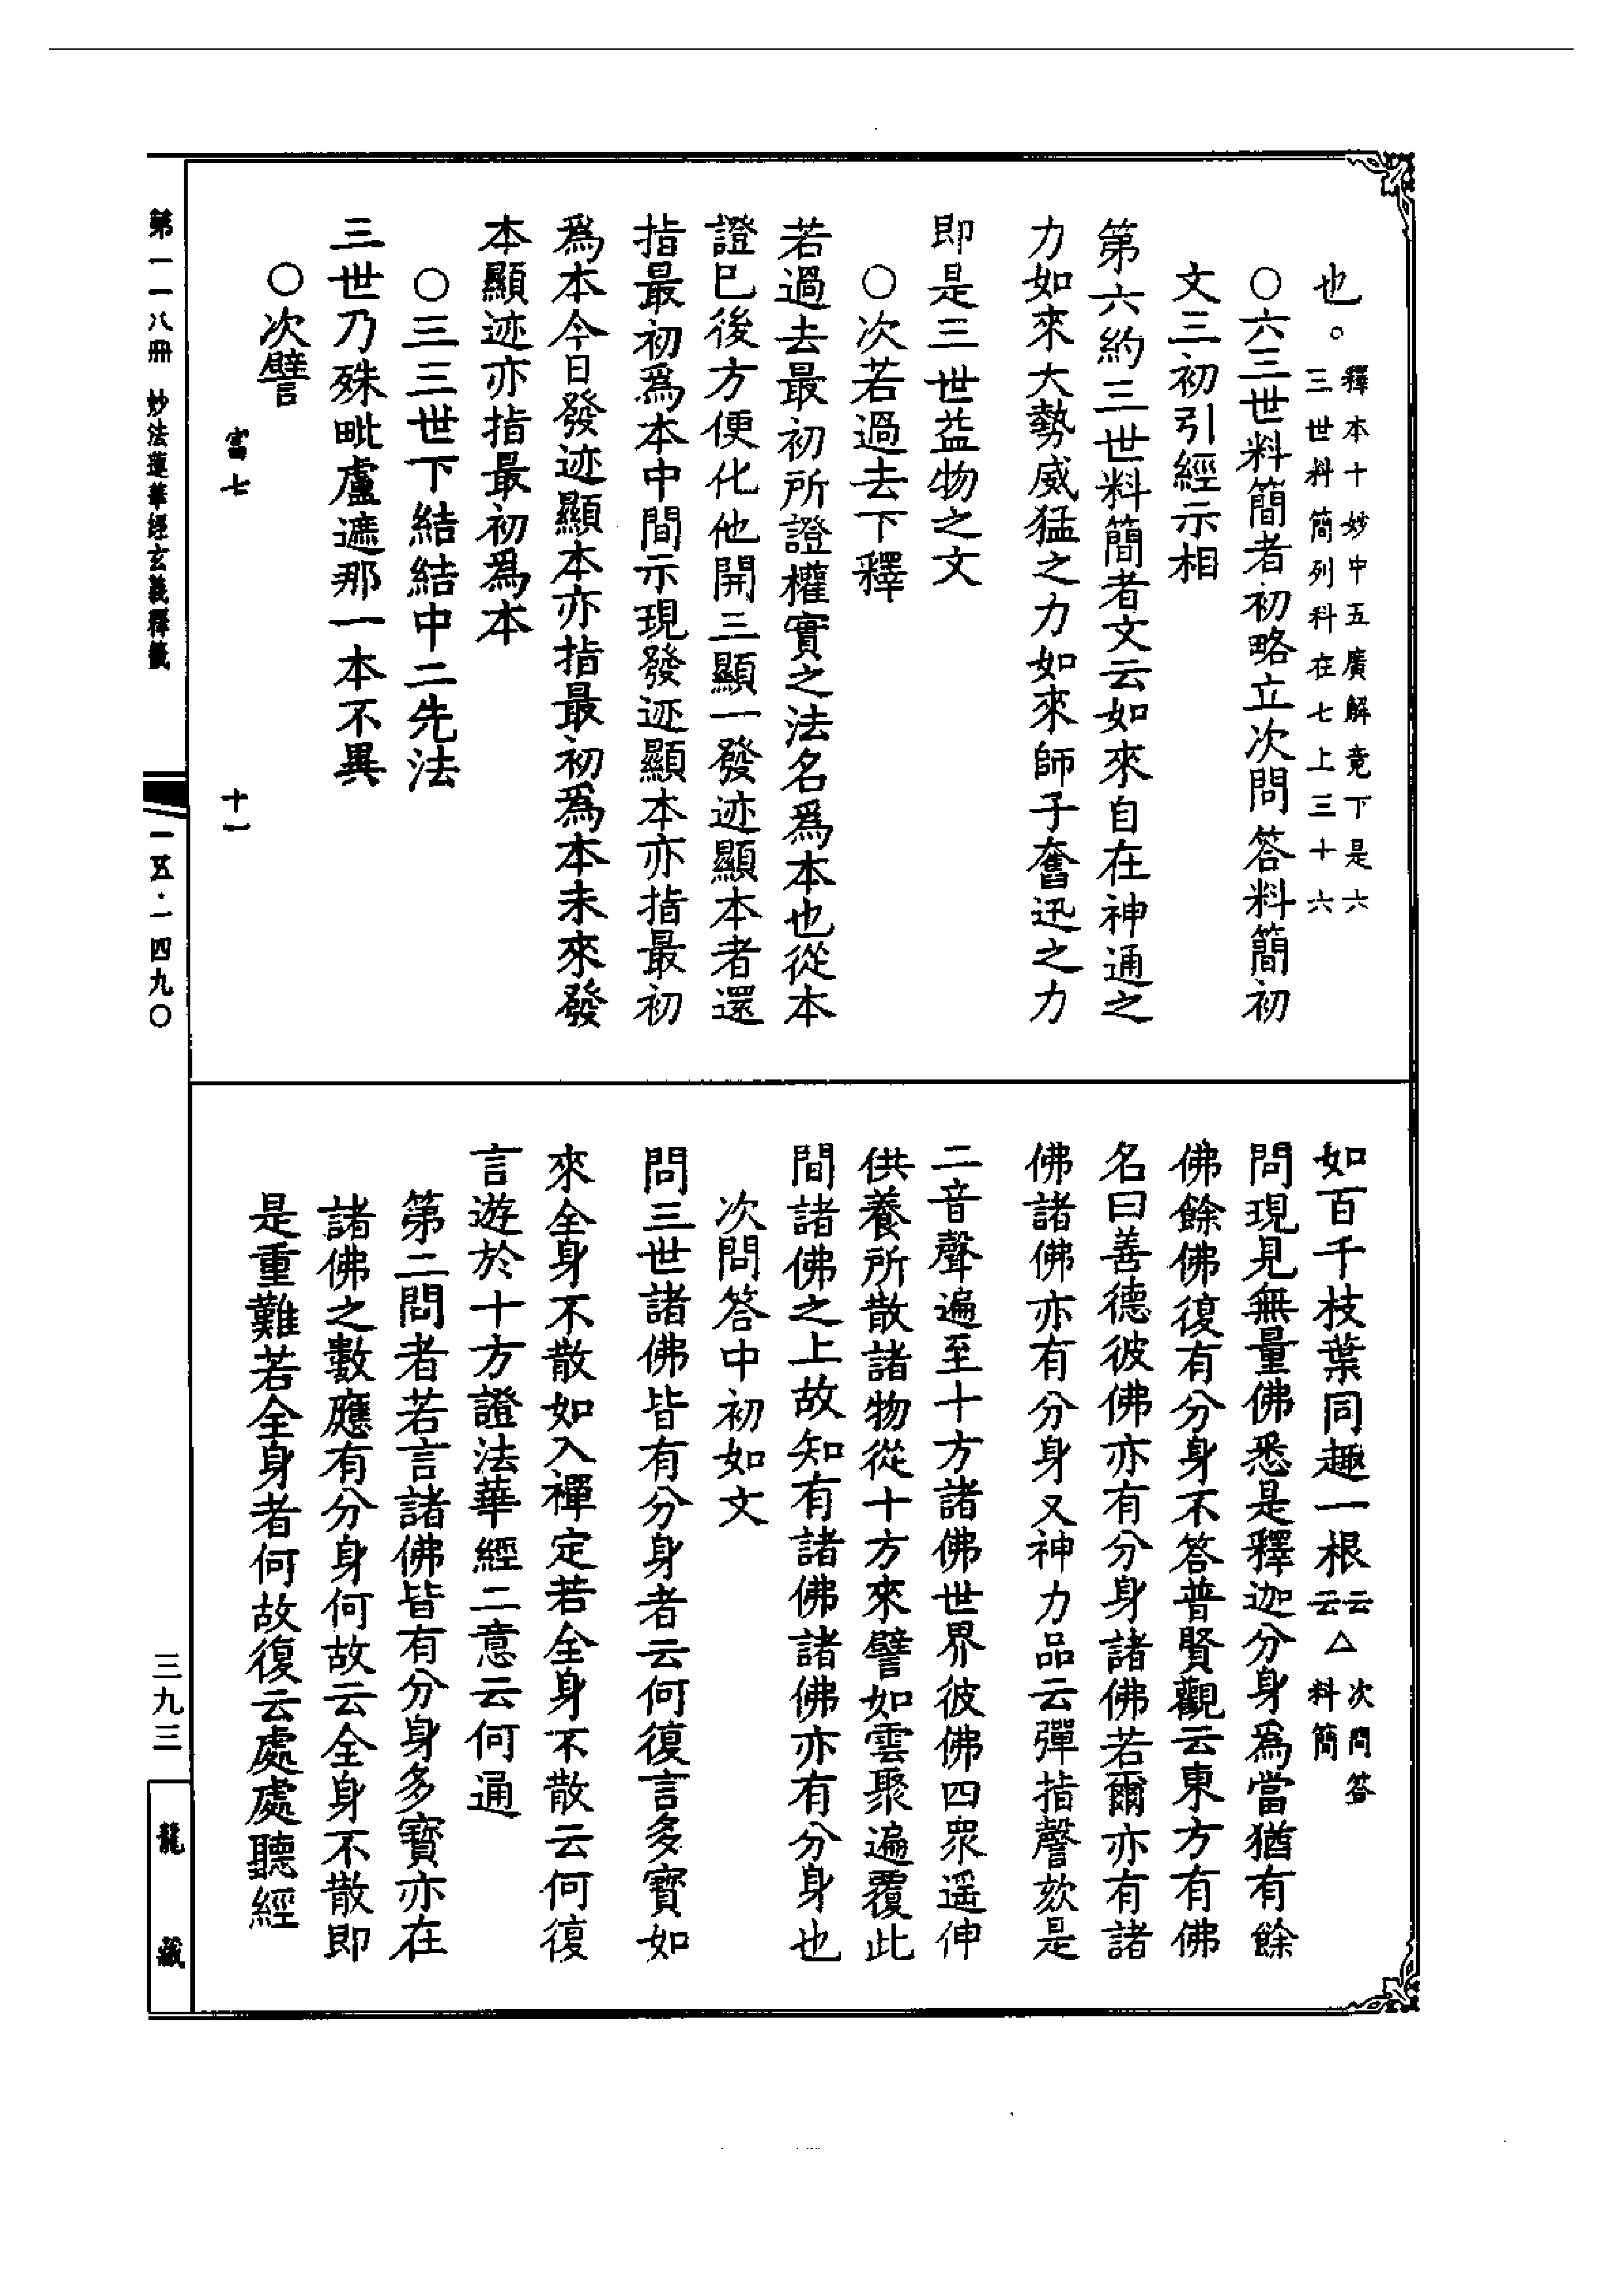 也。釋本十妙中五廣解竟下是六
三世料簡列科在七上三十六
○六三世料簡者初略立次問答料簡初
文三初引經示相
第六約三世料簡者文云如來自在神通之
力如來大勢威猛之力如來師子奮迅之力
即是三世益物之文
○次若過去下釋
若過去最初所證權實之法名爲本也從本
證已後方便化他開三顯一發迹顯本者還
指最初爲本中間示現發迹顯本亦指最初
爲本今日發迹顯本亦指最初爲本未來發
本顯迹亦指最初爲本
○三三世下結結中二先法
三世乃殊毗盧遮那一本不異
○次譬
富七 十一
如百千枝葉同趣一根云云△次問答
料簡
問現見無量佛悉是釋迦分身爲當猶有餘
佛餘佛復有分身不答普賢觀云東方有佛
名曰善德彼佛亦有分身諸佛若爾亦有諸
佛諸佛亦有分身又神力品云彈指謦欬是
二音聲遍至十方諸佛世界彼佛四衆遥伸
供養所散諸物從十方來譬如雲聚遍覆此
間諸佛之上故知有諸佛諸佛亦有分身也
次問答中初如文
問三世諸佛皆有分身者云何復言多寳如
來全身不散如入禪定若全身不散云何復
言遊於十方證法華經二意云何通
第二問者若言諸佛皆有分身多寳亦在
諸佛之數應有分身何故云全身不散即
是重難若全身者何故復云處處聽經
第一一八冊 妙法蓮華經玄義釋籤
一五·一四九〇
三九三
龍藏